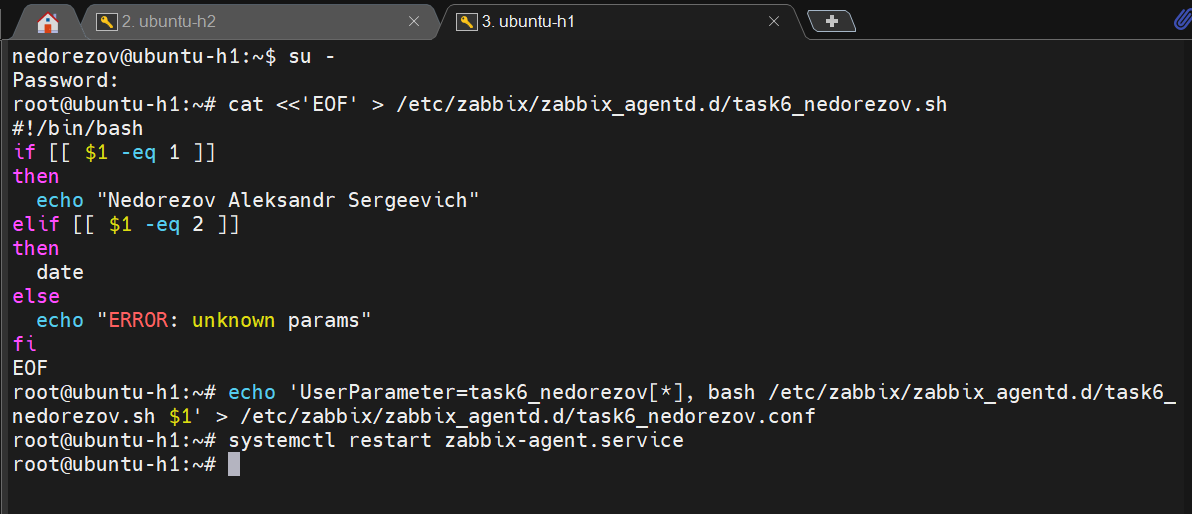 2. ubuntu-h2
3. ubuntu-h1
nedorezov@ubuntu-h1:~$ su -
Password:
root@ubuntu-h1:~# cat <<'EOF' > /etc/zabbix/zabbix_agentd.d/task6_nedorezov.sh
#!/bin/bash
if [[ $1 -eq 1 ]]
then
  echo "Nedorezov Aleksandr Sergeevich"
elif [[ $1 -eq 2 ]]
then
  date
else
  echo "ERROR: unknown params"
fi
EOF
root@ubuntu-h1:~# echo 'UserParameter=task6_nedorezov[*], bash /etc/zabbix/zabbix_agentd.d/task6_
nedorezov.sh $1' > /etc/zabbix/zabbix_agentd.d/task6_nedorezov.conf
root@ubuntu-h1:~# systemctl restart zabbix-agent.service
root@ubuntu-h1:~#